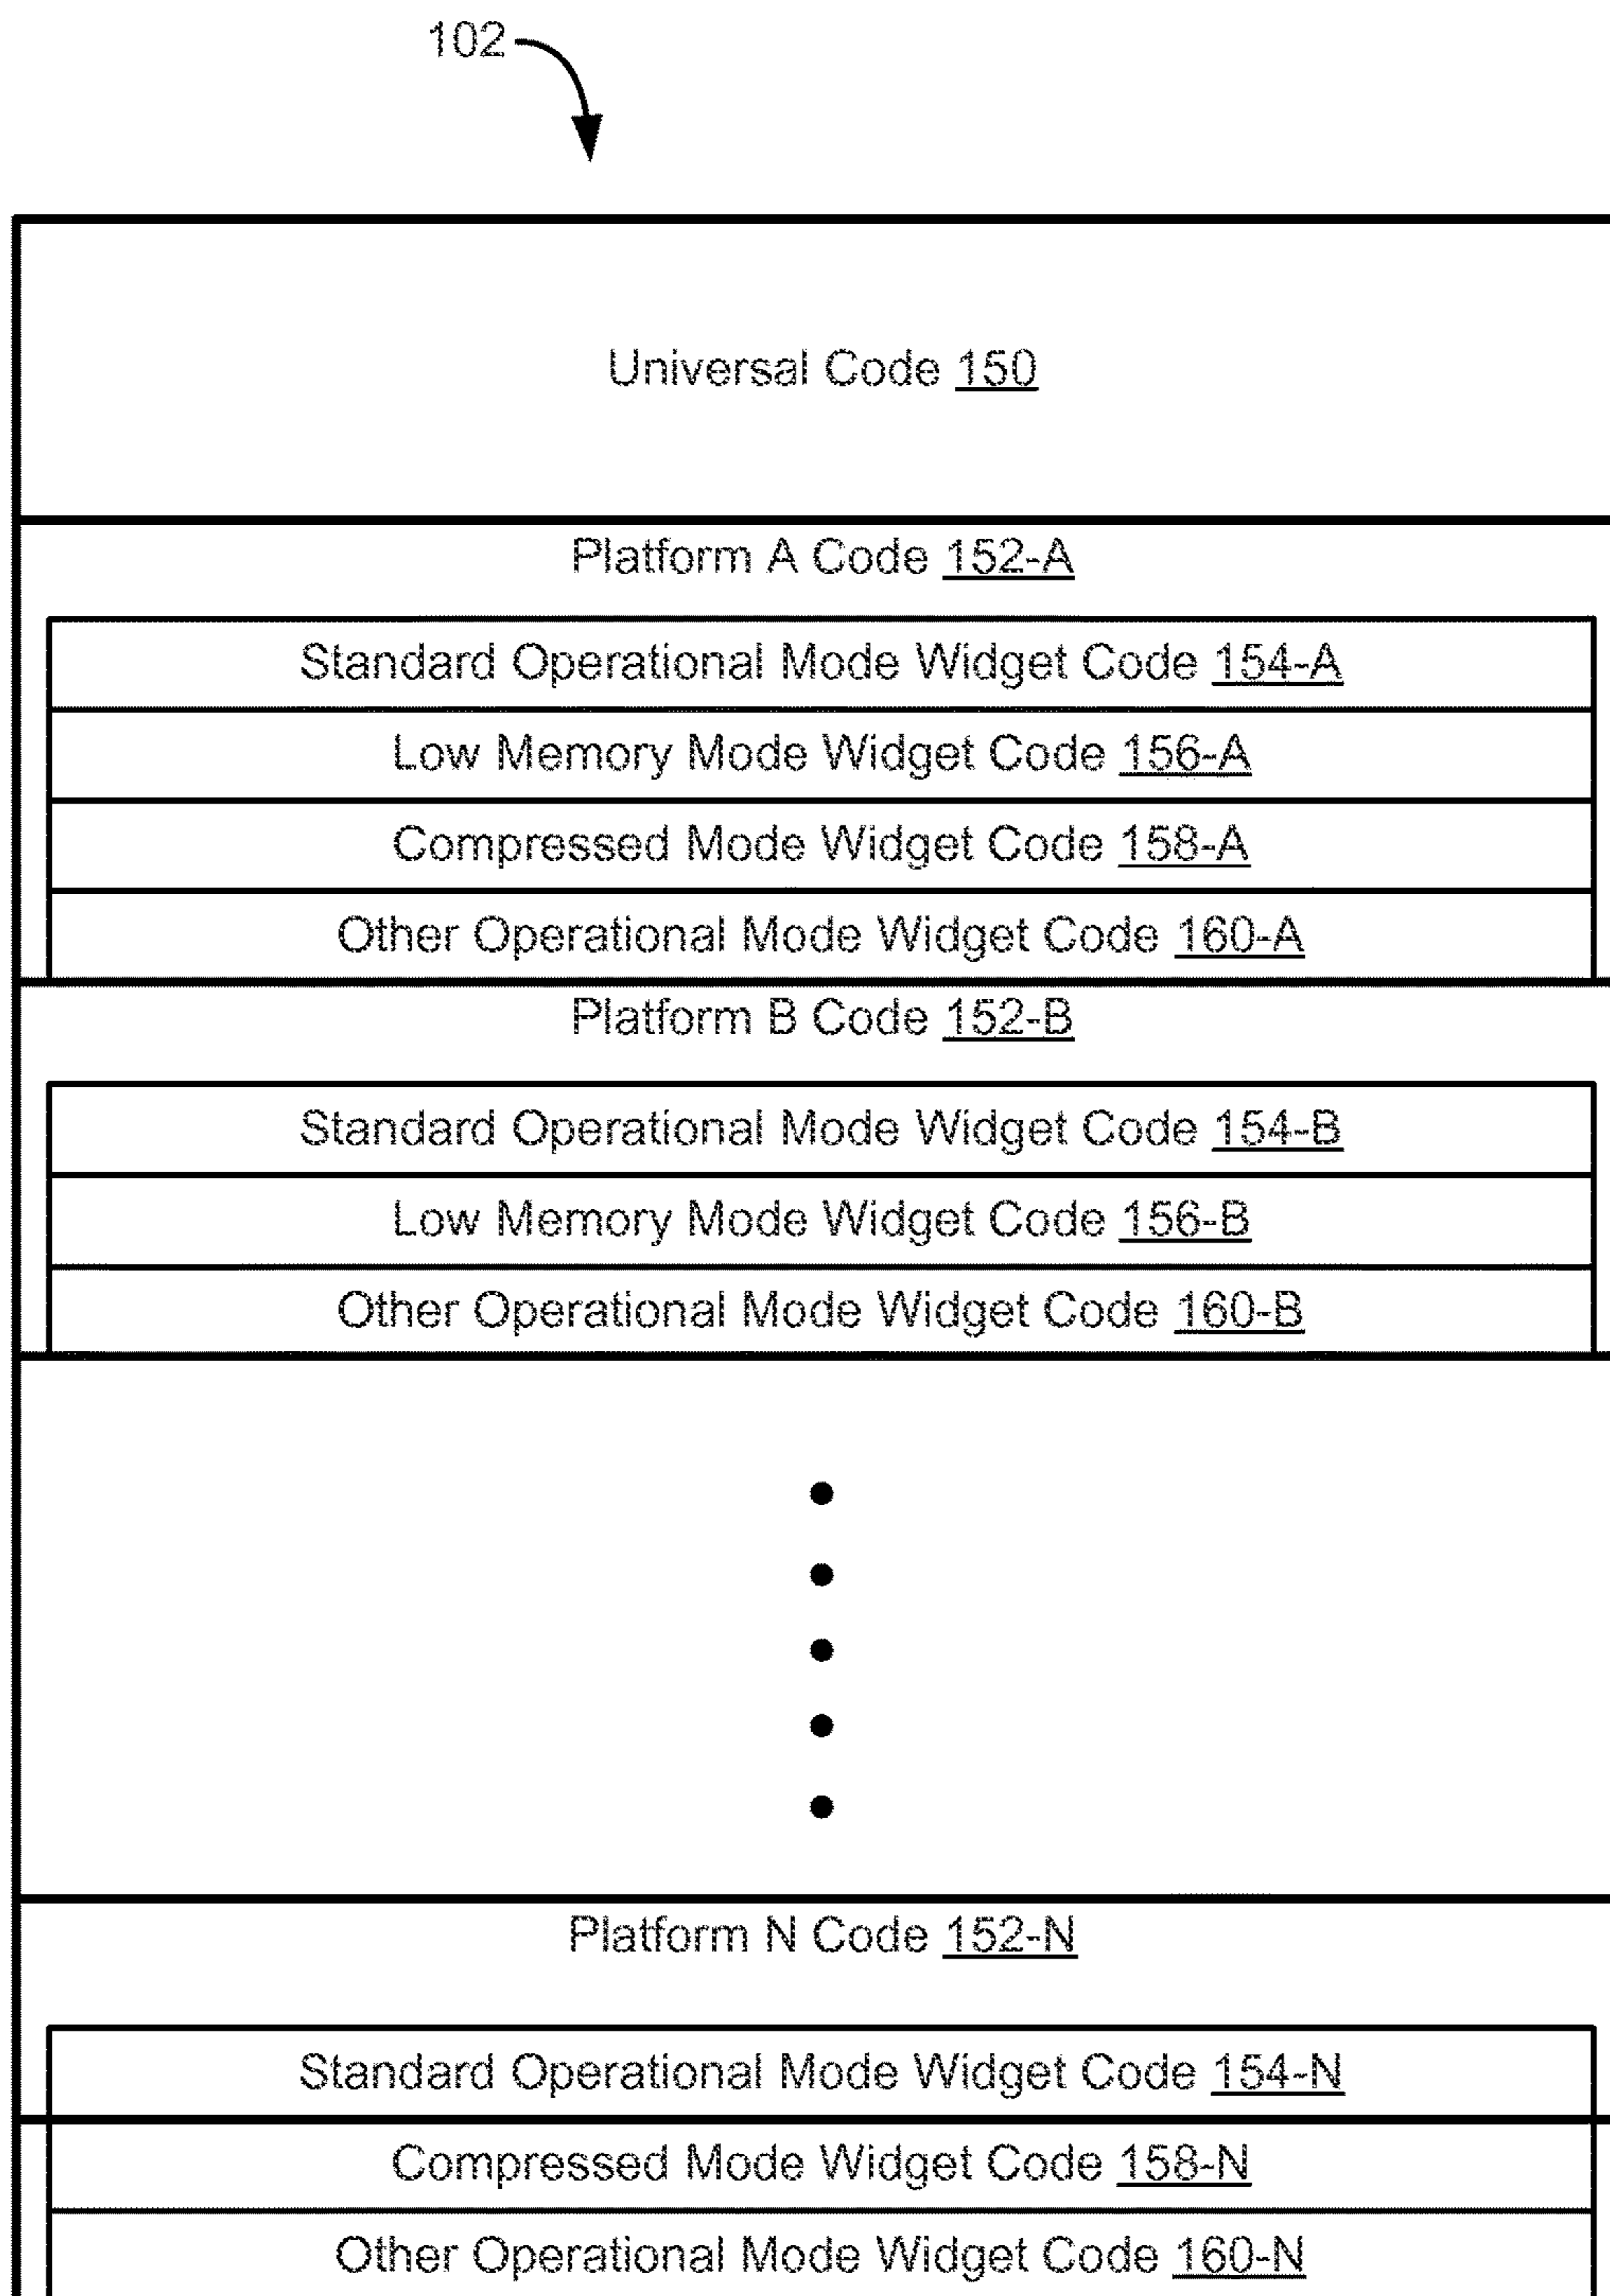 102
Universal Code 150
Platform A Code 152-A
Standard Operational Mode Widget Code 154-A
Low Memory Mode Widget Code 156-A
Compressed Mode Widget Code 158-A
Other Operational Mode Widget Code 160-A
Platform B Code 152-B
Standard Operational Mode Widget Code 154-B
Low Memory Mode Widget Code 156-B
Other Operational Mode Widget Code 160-B
Platform N Code 152-N
Standard Operational Mode Widget Code 154-N
Compressed Mode Widget Code 158-N
Other Operational Mode Widget Code 160-N